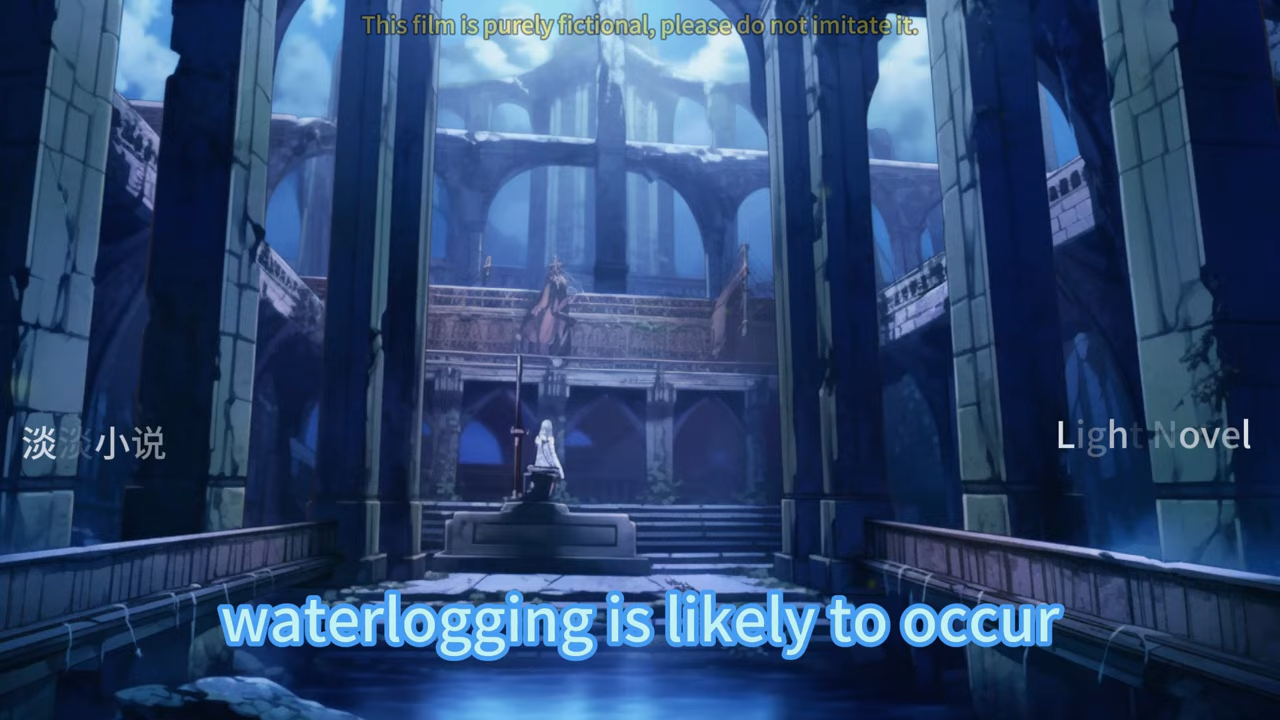 This film is purely fictional, please do not imitate it.
淡淡小说
Light Novel
waterlogging is likely to occur